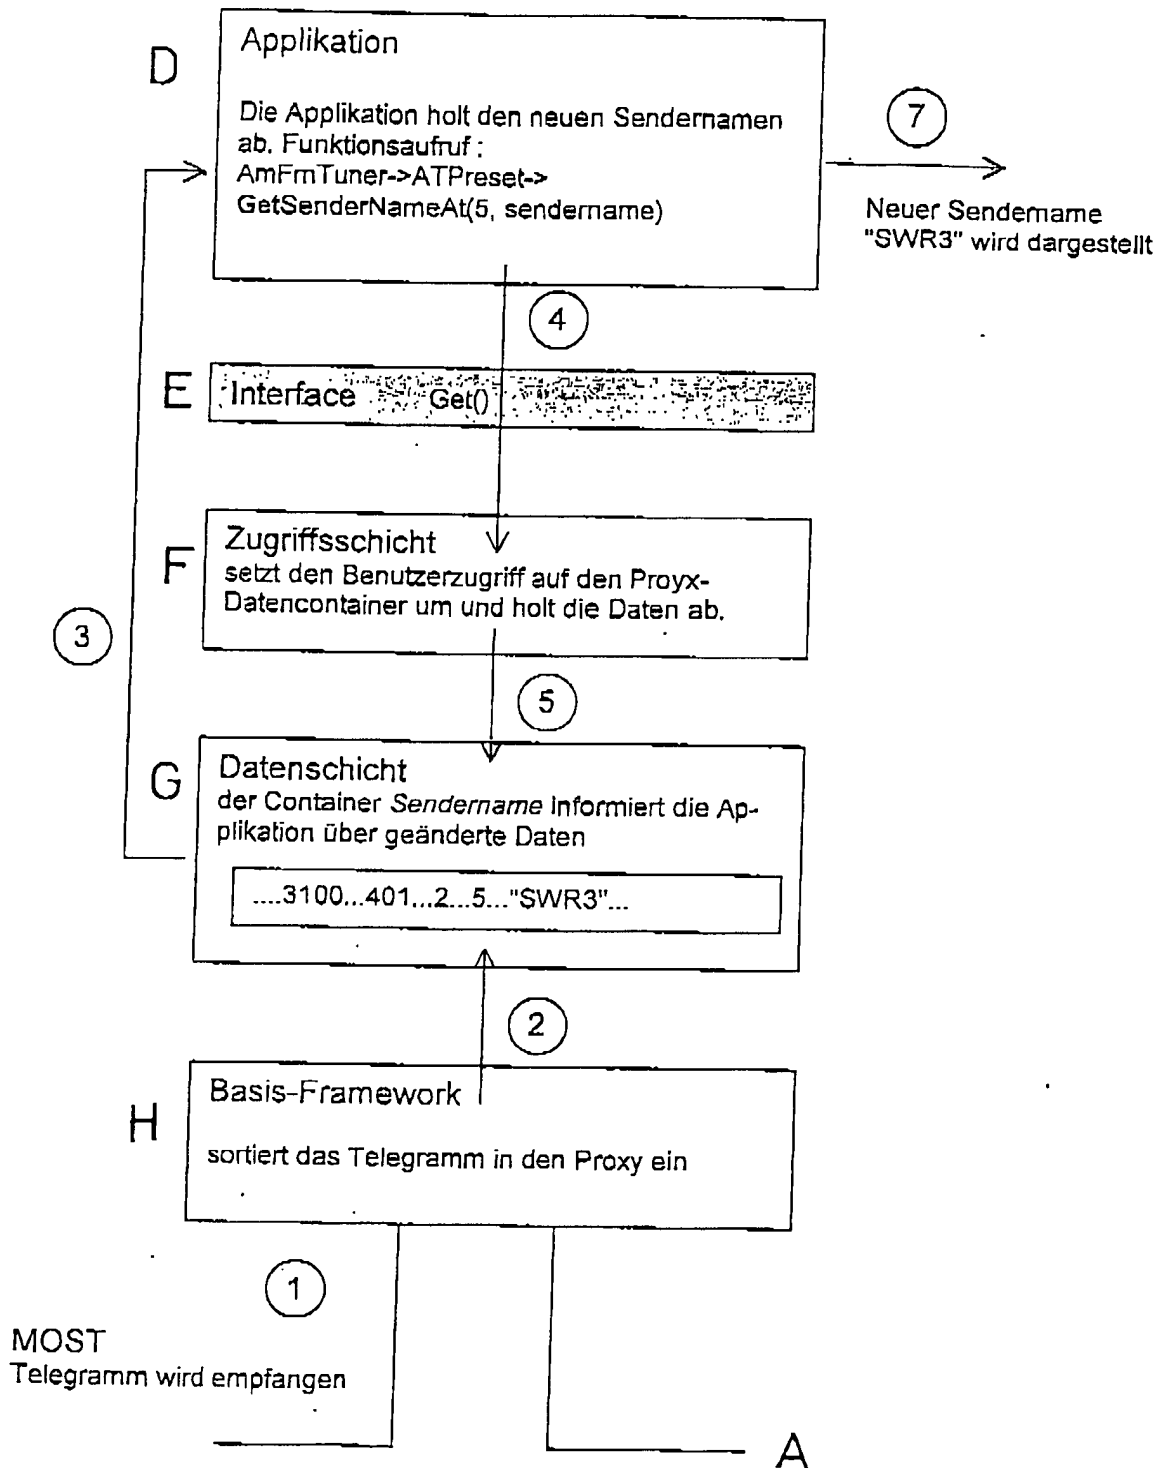 D
Applikation
Die Applikation holt den neuen Sendernamen
ab. Funktionsaufruf :
AmFmTuner->ATPreset->
GetSenderNameAt(5, sendername)
7
Neuer Sendername
"SWR3" wird dargestellt
4
E
Interface Get()
F
Zugriffsschicht
setzt den Benutzerzugriff auf den Proyx-
Datencontainer um und holt die Daten ab.
3
5
G
Datenschicht
der Container Sendername informiert die Ap-
plikation über geänderte Daten
....3100...401...2...5..."SWR3"...
2
H
Basis-Framework
sortiert das Telegramm in den Proxy ein
1
MOST
Telegramm wird empfangen
A